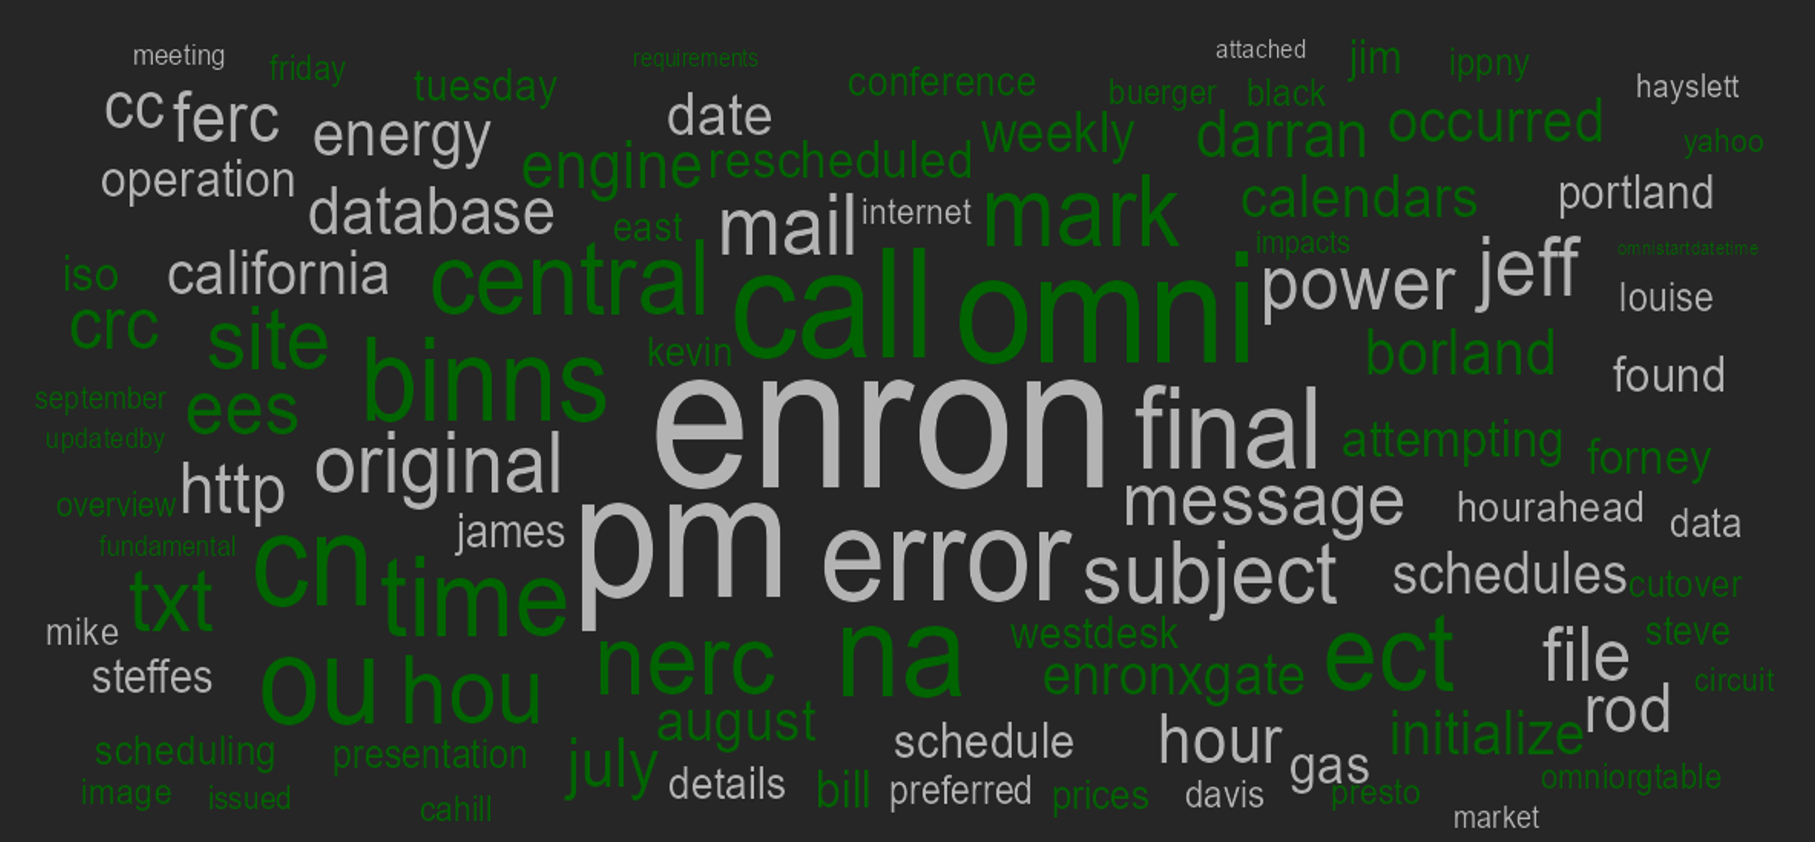 meeting friday tuesday requirements conference attached jim ippny
cc ferc energy date buerger black hayslett
engine rescheduled weekly darran occurred yahoo
operation database mail internet mark calendars portland
east impacts omnistartdatetime
iso california central call omni power jeff louise
crc site binns kevin borland found
september ees enron final attempting forney
updatedby original message hourahead data
overview http james pm error subject schedules cutover
fundamental cn time
txt
mike ou hou nerc na westdesk ect file steve
steffes enronxgate rod circuit
august schedule hour initialize
scheduling presentation july details bill preferred prices davis gas presto omniorgtable
image issued cahill market